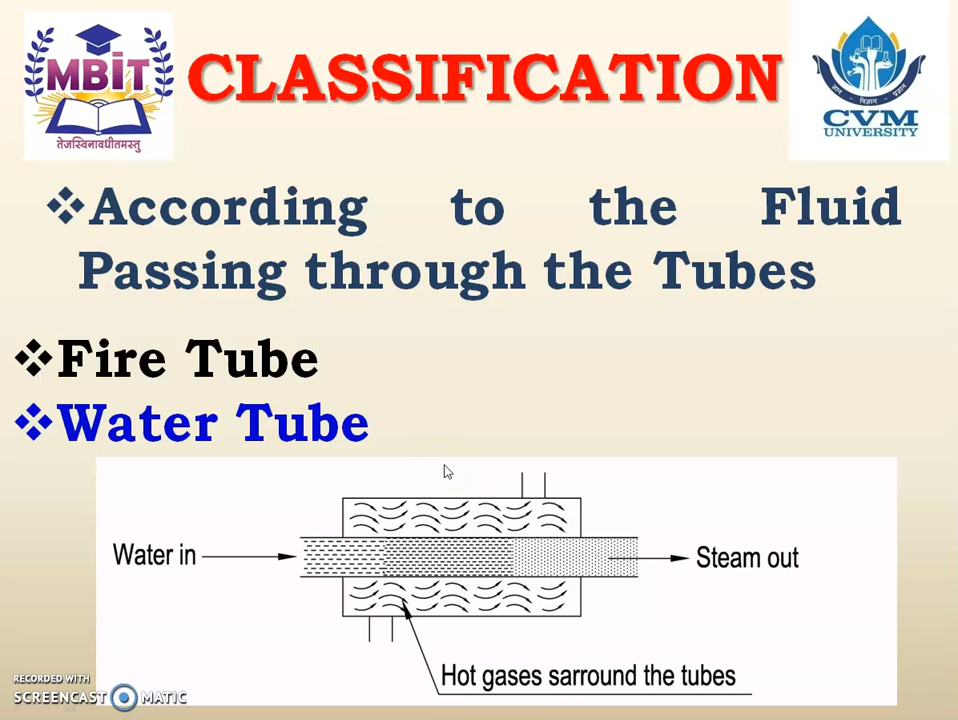 MBIT
तेजस्विनावधीतमस्तु
CLASSIFICATION
ज्ञान • विज्ञान • प्रज्ञान
CVM
UNIVERSITY
❖According to the Fluid
Passing through the Tubes
❖Fire Tube
❖Water Tube
Water in
Steam out
Hot gases sarround the tubes
RECORDED WITH
SCREENCAST MATIC